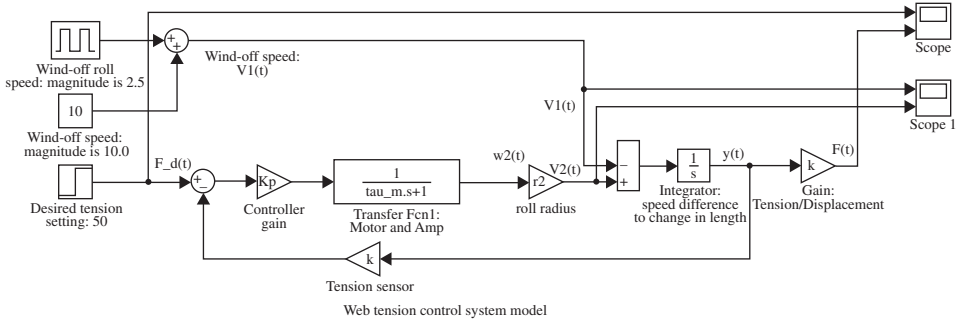 Scope
Wind-off roll
speed: magnitude is 2.5
+
+
Wind-off speed:
V1(t)
10
Wind-off speed:
magnitude is 10.0
V1(t)
Scope 1
F_d(t)
+
−
Desired tension
setting: 50
Kp
Controller
gain
1
tau_m.s+1
Transfer Fcn1:
Motor and Amp
w2(t)
r2
roll radius
V2(t)
−
+
1
s
Integrator:
speed difference
to change in length
y(t)
k
F(t)
Gain:
Tension/Displacement
k
Tension sensor
Web tension control system model